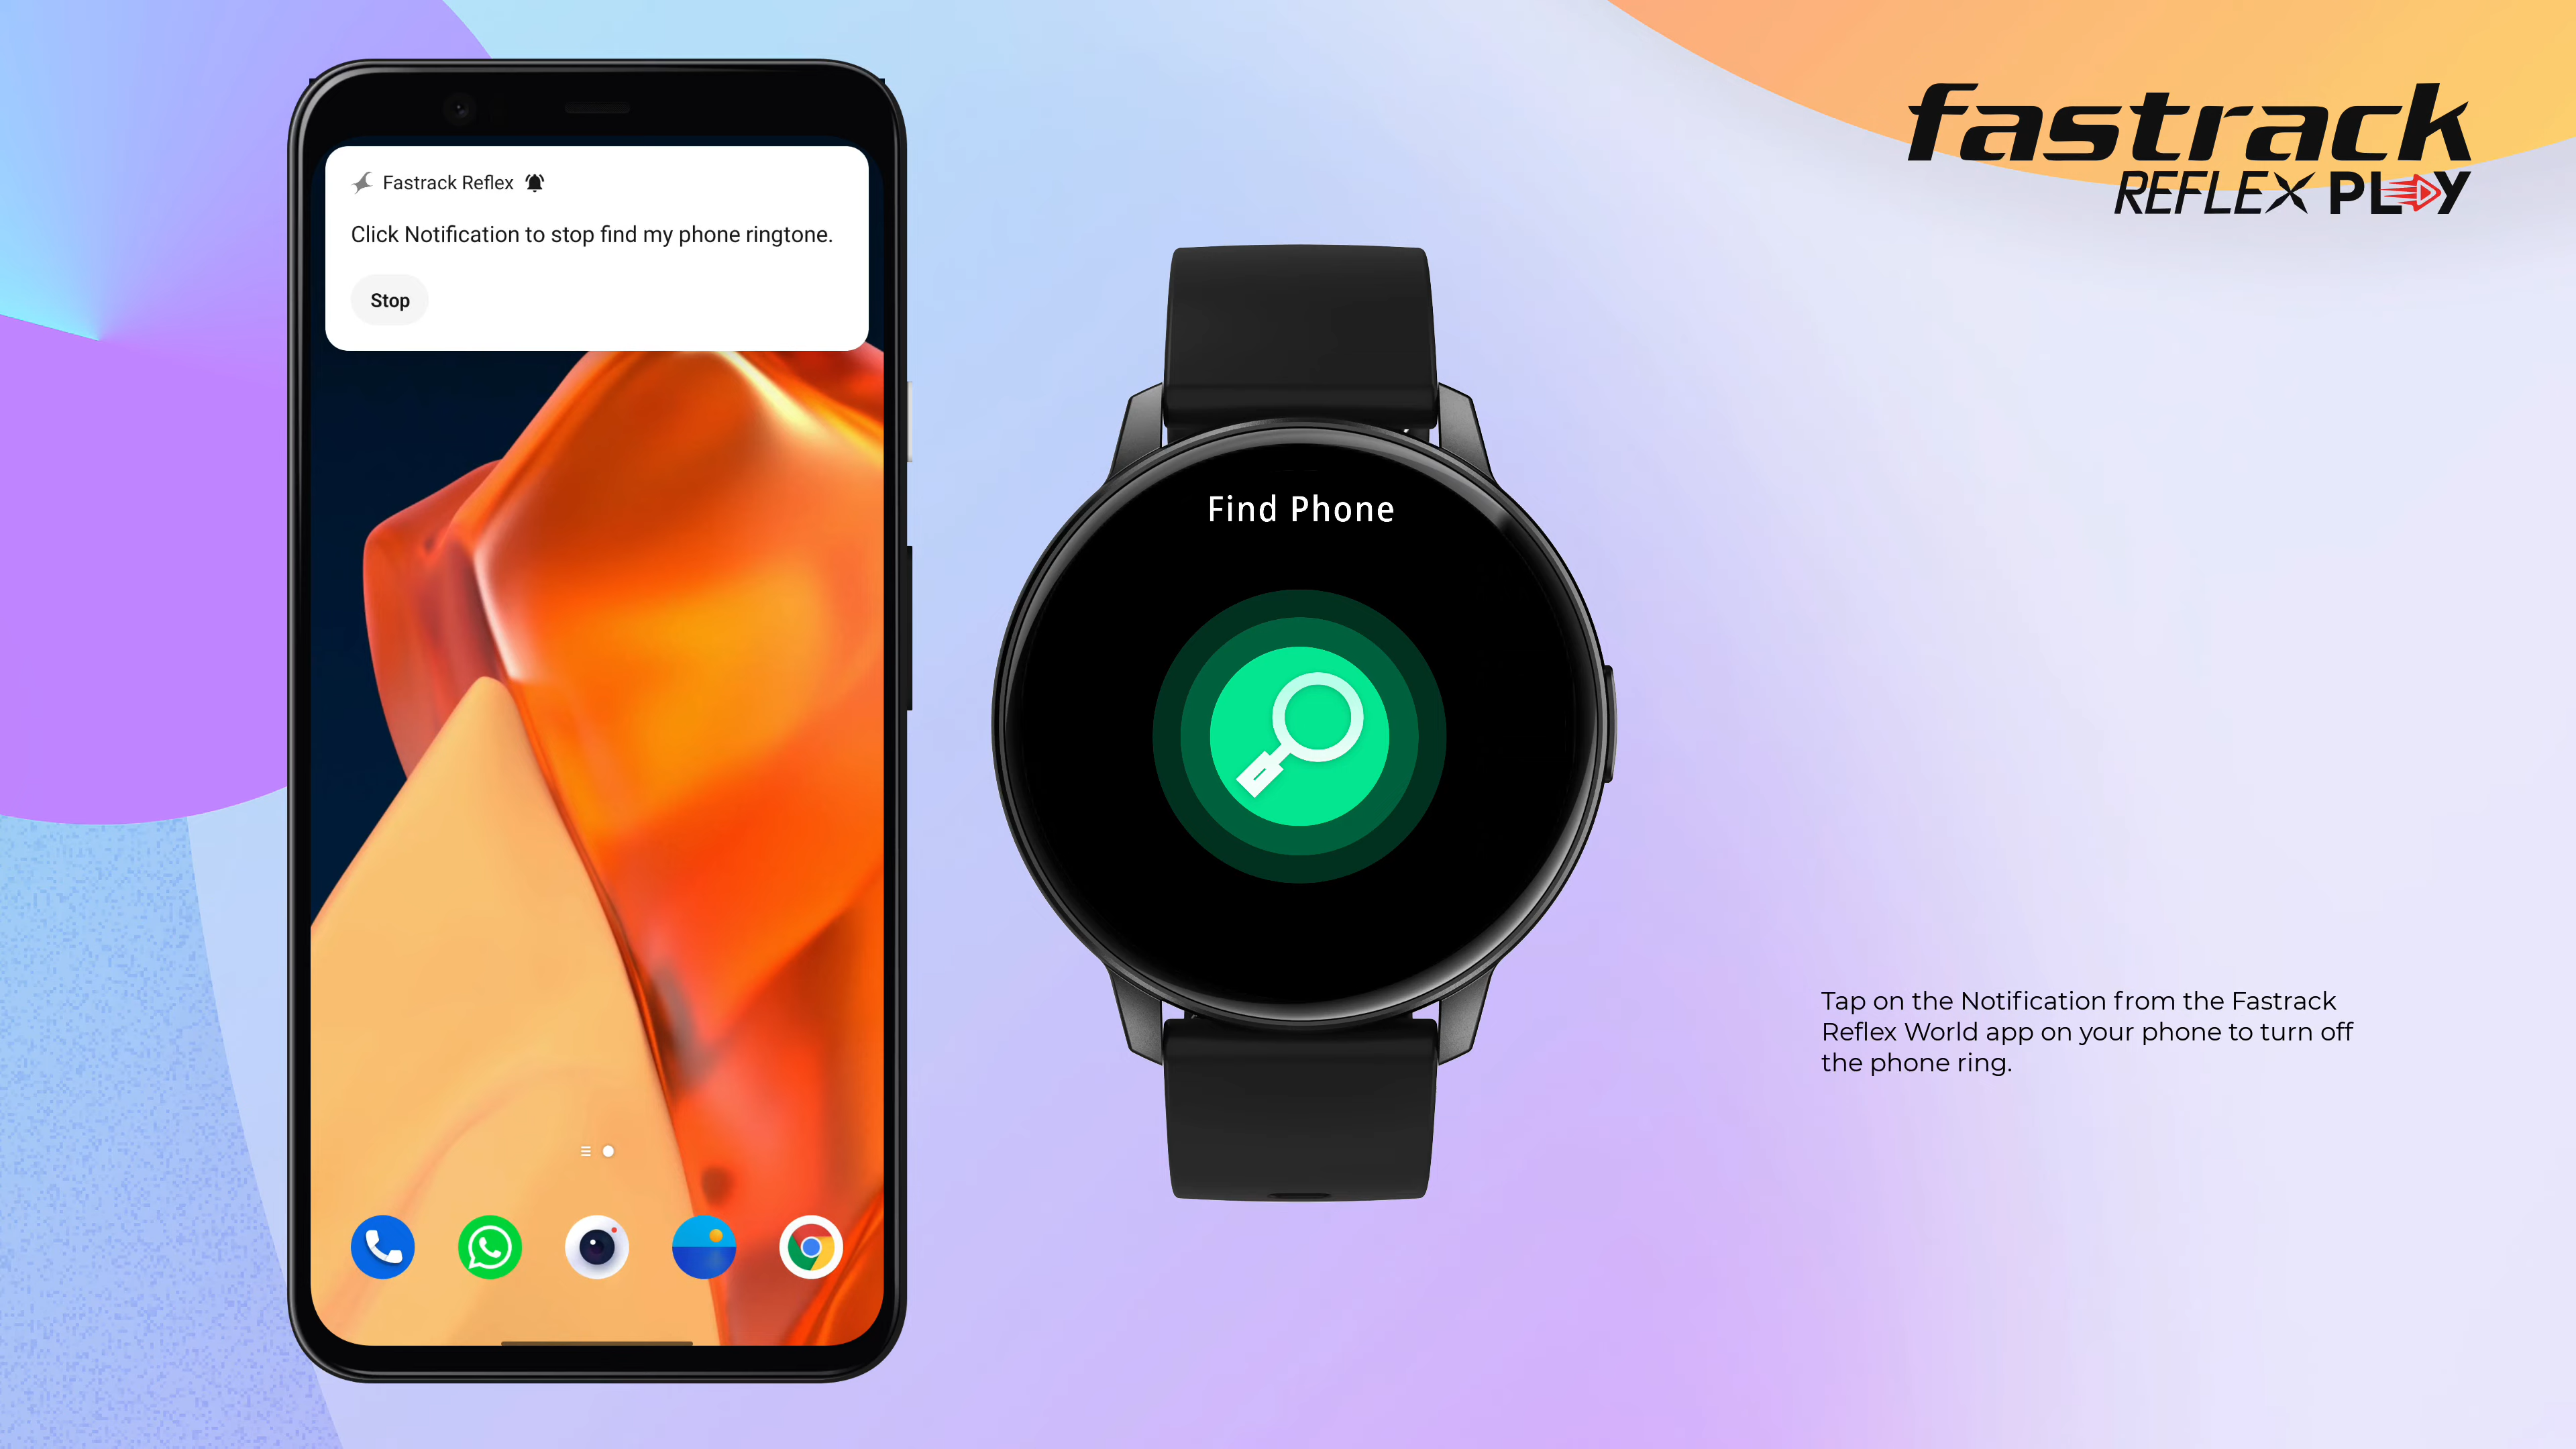 Fastrack Reflex
Click Notification to stop find my phone ringtone.
Stop
Find Phone
fastrack
REFLEX PLAY
Tap on the Notification from the Fastrack
Reflex World app on your phone to turn off
the phone ring.